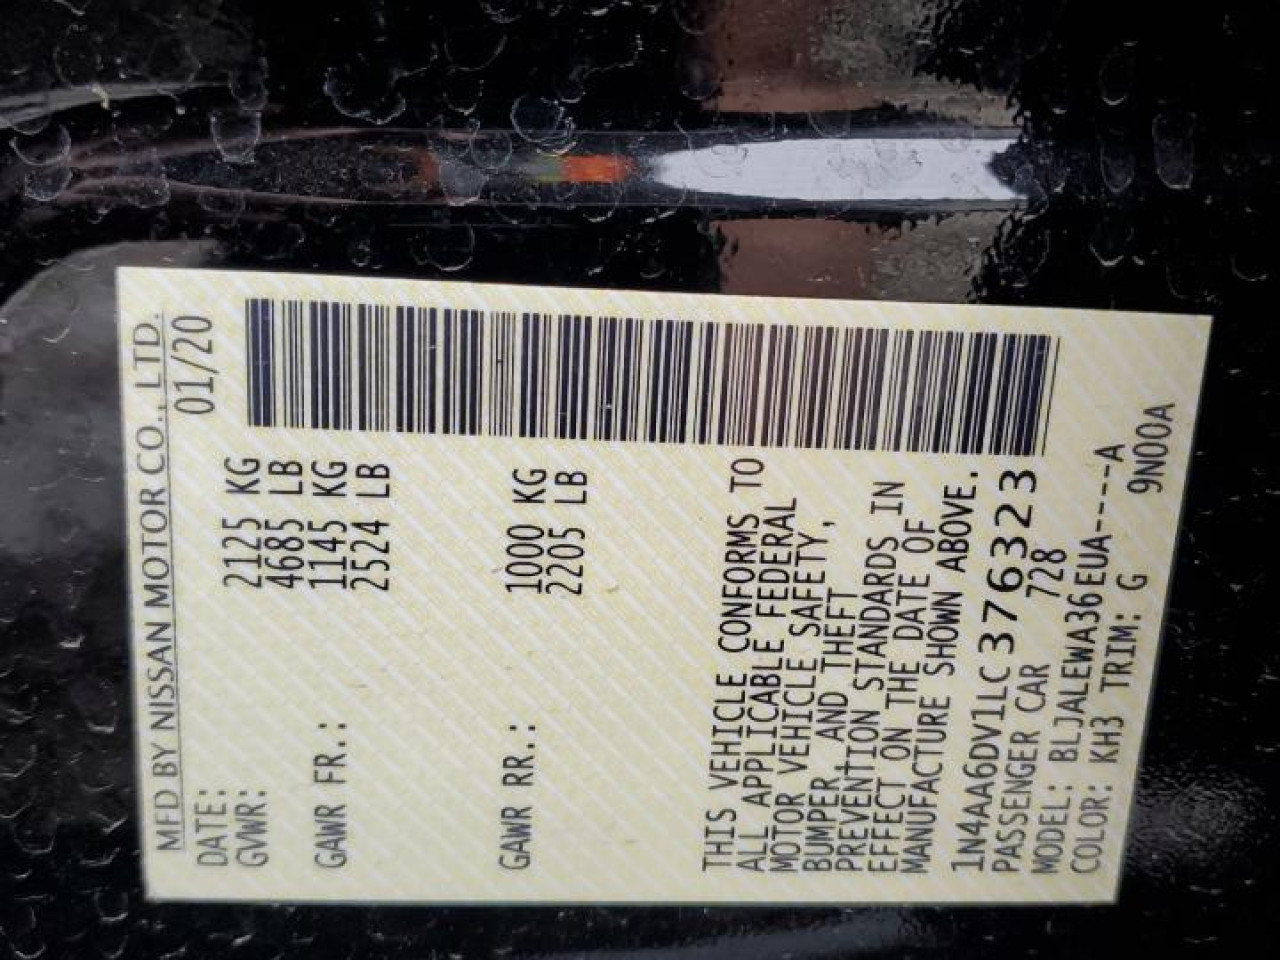 MFD BY NISSAN MOTOR CO., LTD.
DATE: 01/20
GVWR: 2125 KG
4685 LB
GAWR FR.: 1145 KG
2524 LB
GAWR RR.: 1000 KG
2205 LB
THIS VEHICLE CONFORMS TO
ALL APPLICABLE FEDERAL
MOTOR VEHICLE SAFETY,
BUMPER, AND THEFT
PREVENTION STANDARDS IN
EFFECT ON THE DATE OF
MANUFACTURE SHOWN ABOVE.
1N4AA6DV1LC376323
PASSENGER CAR 728
MODEL: BLJALEWA36EUA----A
COLOR: KH3 TRIM: G 9N00A